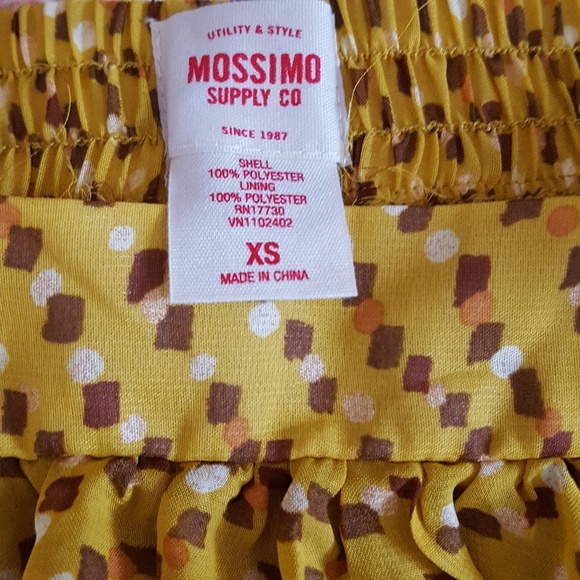 UTILITY & STYLE
MOSSIMO
SUPPLY CO
SINCE 1987
SHELL
100% POLYESTER
LINING
100% POLYESTER
RN17730
VN1102402
XS
MADE IN CHINA